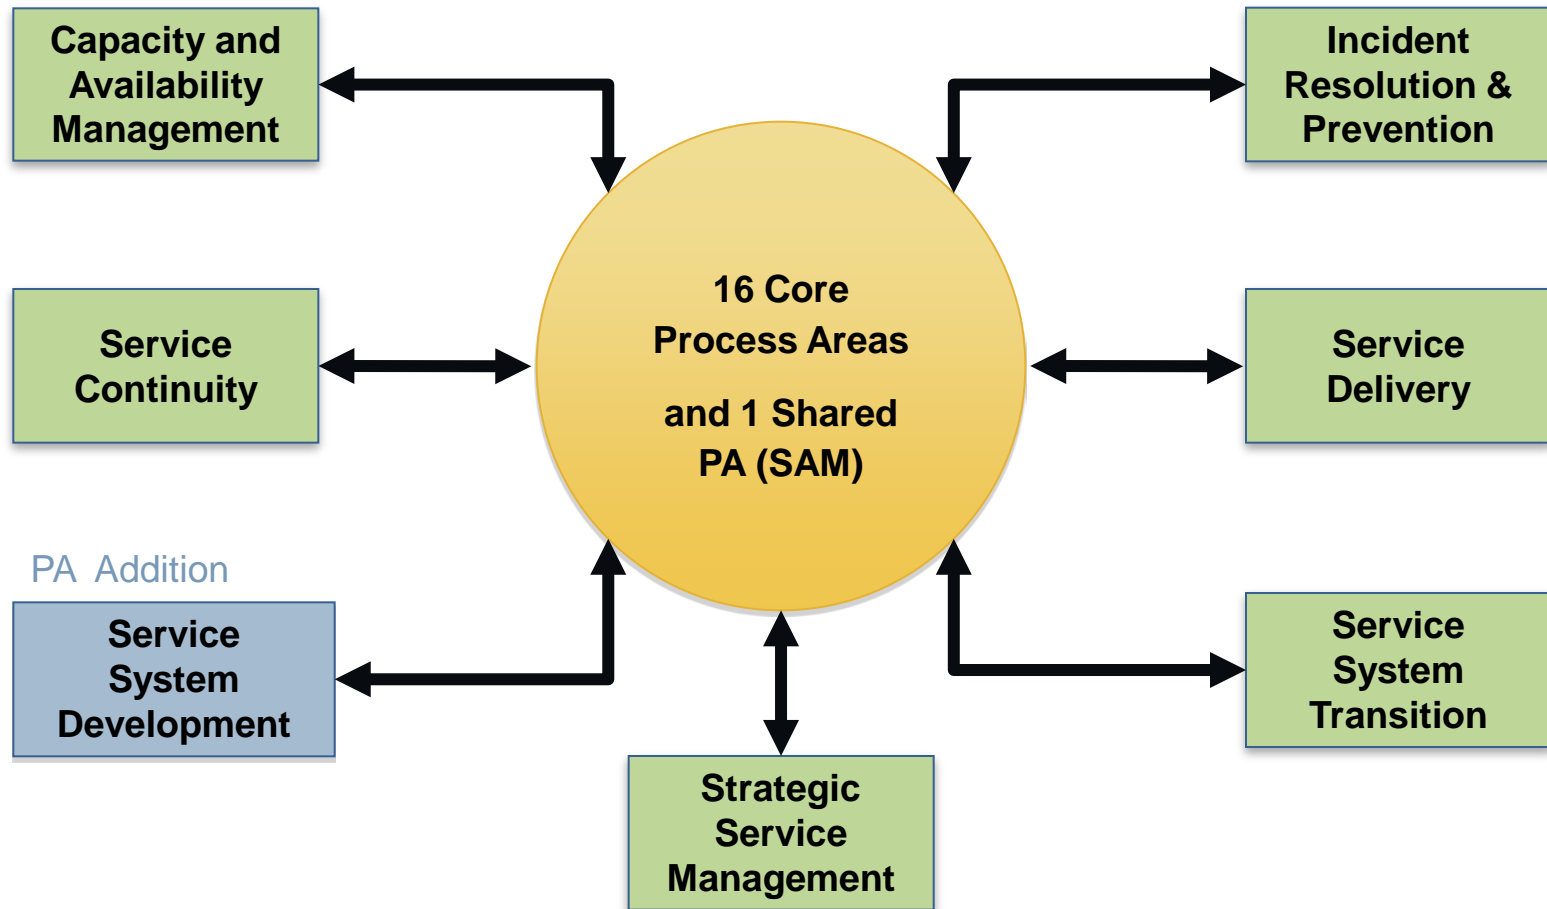 Capacity and
Availability
Management
Incident
Resolution &
Prevention
16 Core
Process Areas
and 1 Shared
PA (SAM)
Service
Continuity
Service
Delivery
PA Addition
Service
System
Development
Service
System
Transition
Strategic
Service
Management